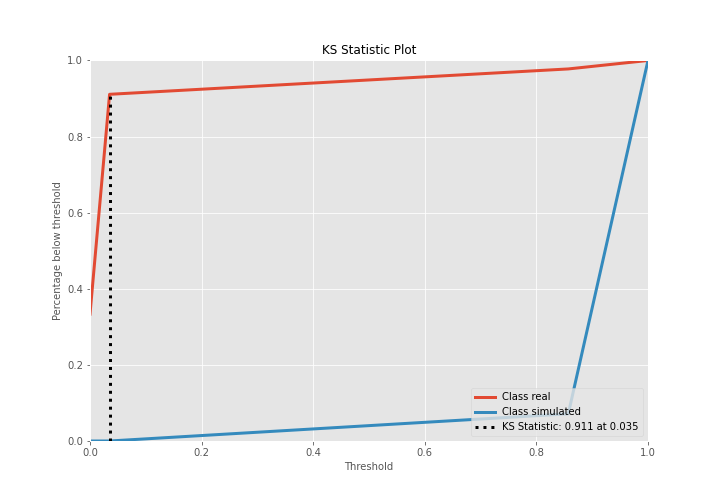 KS Statistic Plot
1.0
0.8
0.6
0.4
0.2
0.0
Percentage below threshold
Class real
Class simulated
KS Statistic: 0.911 at 0.035
0.0 0.2 0.4 0.6 0.8 1.0
Threshold